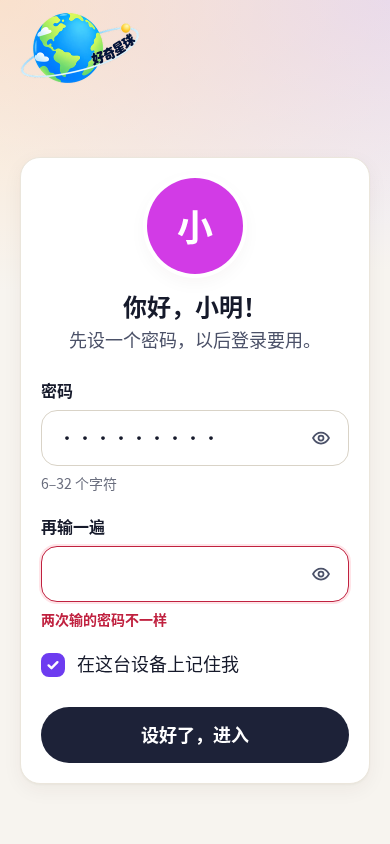 好奇星球
小
你好，小明！
先设一个密码，以后登录要用。
密码
•••••••••
6–32 个字符
再输一遍
两次输的密码不一样
在这台设备上记住我
设好了，进入